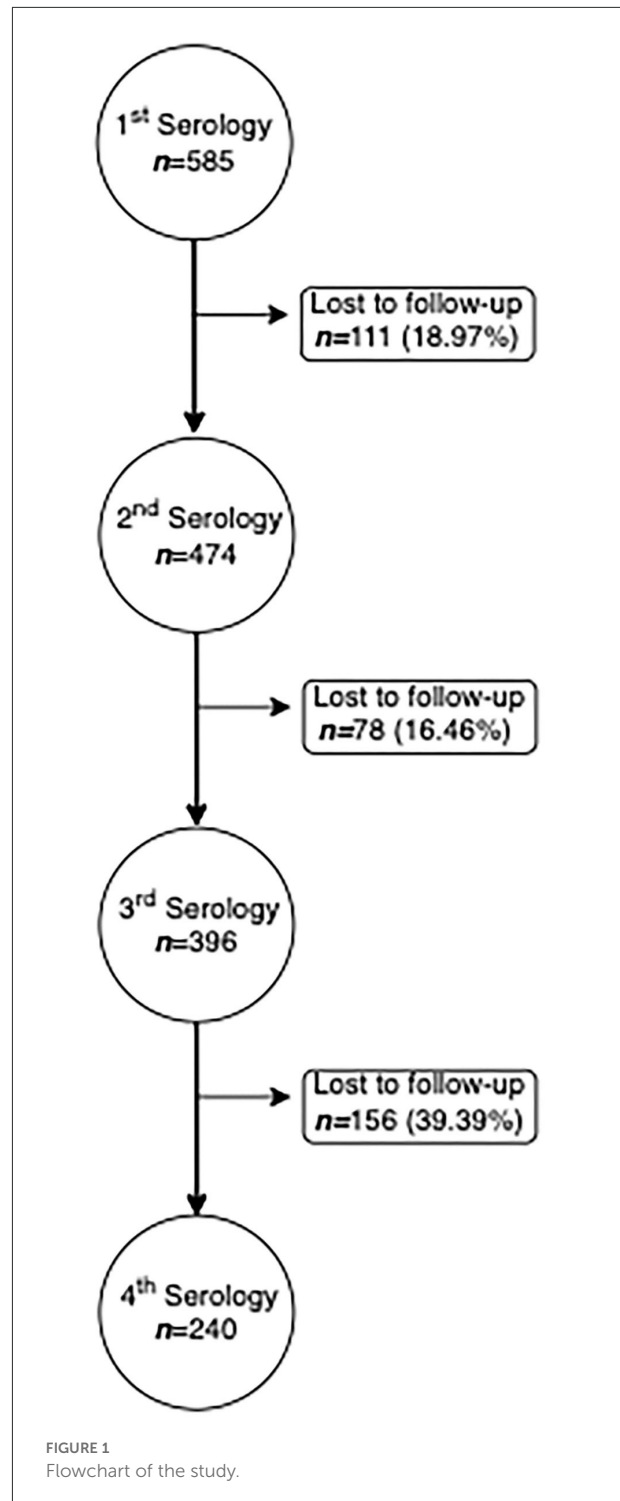 1st Serology
n=585
Lost to follow-up
n=111 (18.97%)
2nd Serology
n=474
Lost to follow-up
n=78 (16.46%)
3rd Serology
n=396
Lost to follow-up
n=156 (39.39%)
4th Serology
n=240
FIGURE 1
Flowchart of the study.